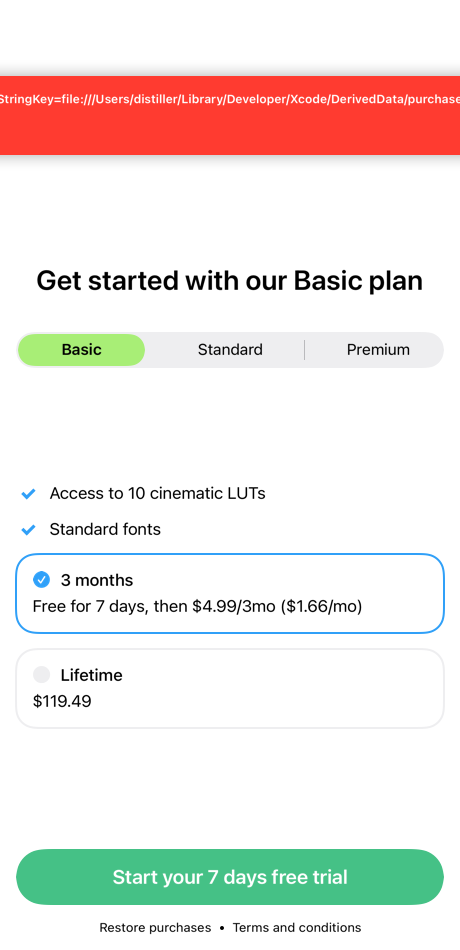 StringKey=file:///Users/distiller/Library/Developer/Xcode/DerivedData/purchase
Get started with our Basic plan
Basic
Standard
Premium
Access to 10 cinematic LUTs
Standard fonts
3 months
Free for 7 days, then $4.99/3mo ($1.66/mo)
Lifetime
$119.49
Start your 7 days free trial
Restore purchases • Terms and conditions